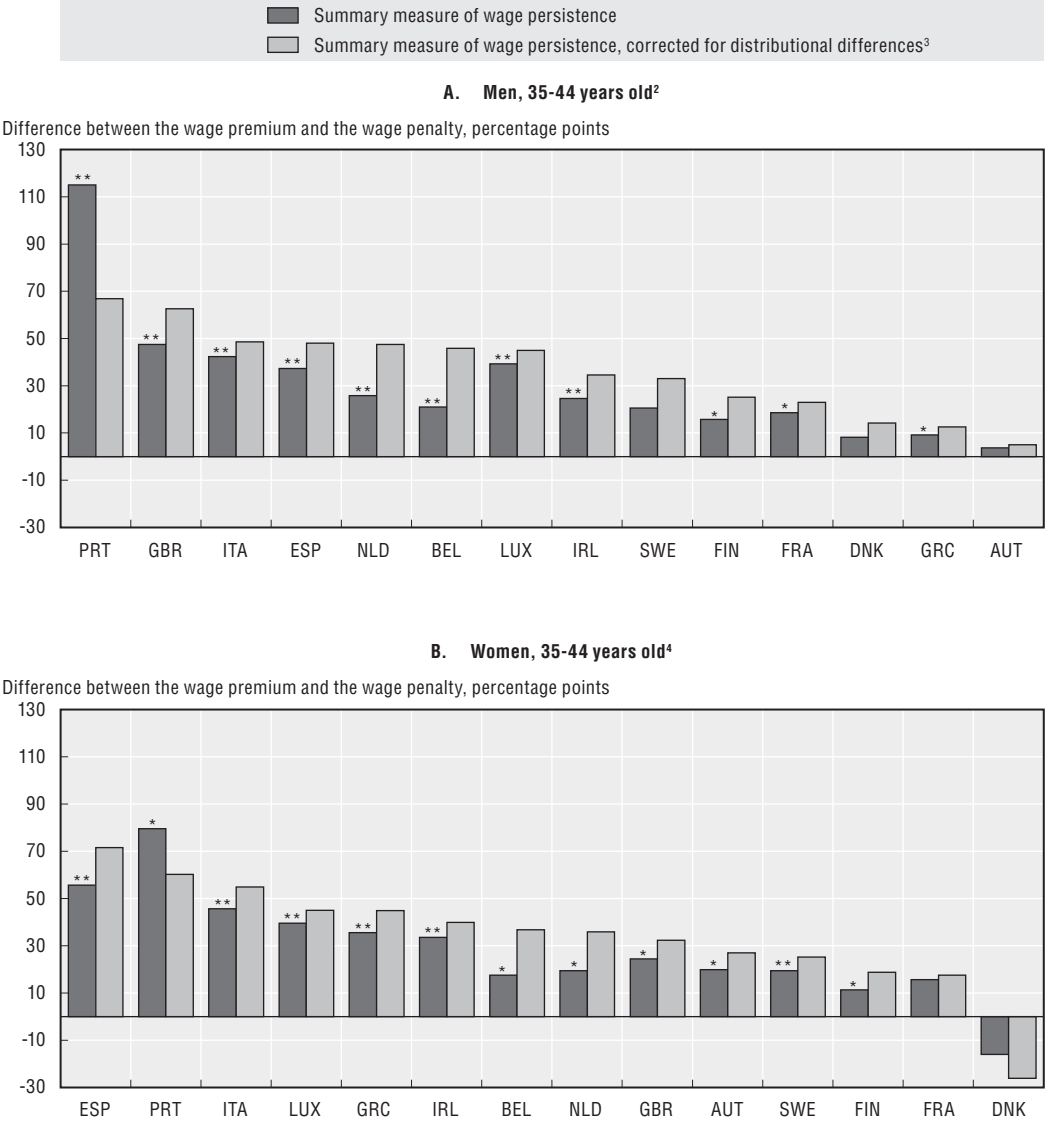 Summary measure of wage persistence
Summary measure of wage persistence, corrected for distributional differences³
A. Men, 35-44 years old²
Difference between the wage premium and the wage penalty, percentage points
130
110
90
70
50
30
10
-10
-30
** ** ** ** ** ** ** ** * * *
PRT GBR ITA ESP NLD BEL LUX IRL SWE FIN FRA DNK GRC AUT
B. Women, 35-44 years old⁴
Difference between the wage premium and the wage penalty, percentage points
130
110
90
70
50
30
10
-10
-30
** * ** ** ** ** * * * * ** *
ESP PRT ITA LUX GRC IRL BEL NLD GBR AUT SWE FIN FRA DNK